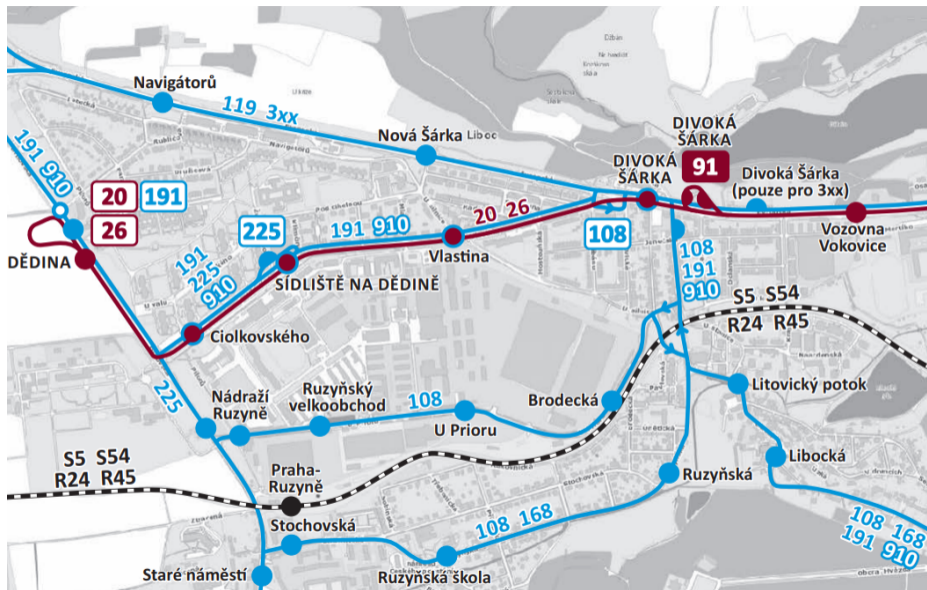 Navigátorů
119 3xx
Nová Šárka
Liboc
DIVOKÁ
ŠÁRKA
91
DIVOKÁ
ŠÁRKA
Divoká Šárka
(pouze pro 3xx)
191 910
20
191
26
DĚDINA
225
191 910
20 26
108
Vozovna
Vokovice
191
225
910
SÍDLIŠTĚ NA DĚDINĚ
Vlastina
108
191
910
S5 S54
R24 R45
Ciolkovského
225
Nádraží
Ruzyně
Ruzyňský
velkoobchod
108
U Prioru
Brodecká
Litovický potok
S5 S54
R24 R45
Praha-
Ruzyně
Stochovská
Ruzyňská
Libocká
108 168
108 168
191 910
Staré náměstí
Ruzyňská škola